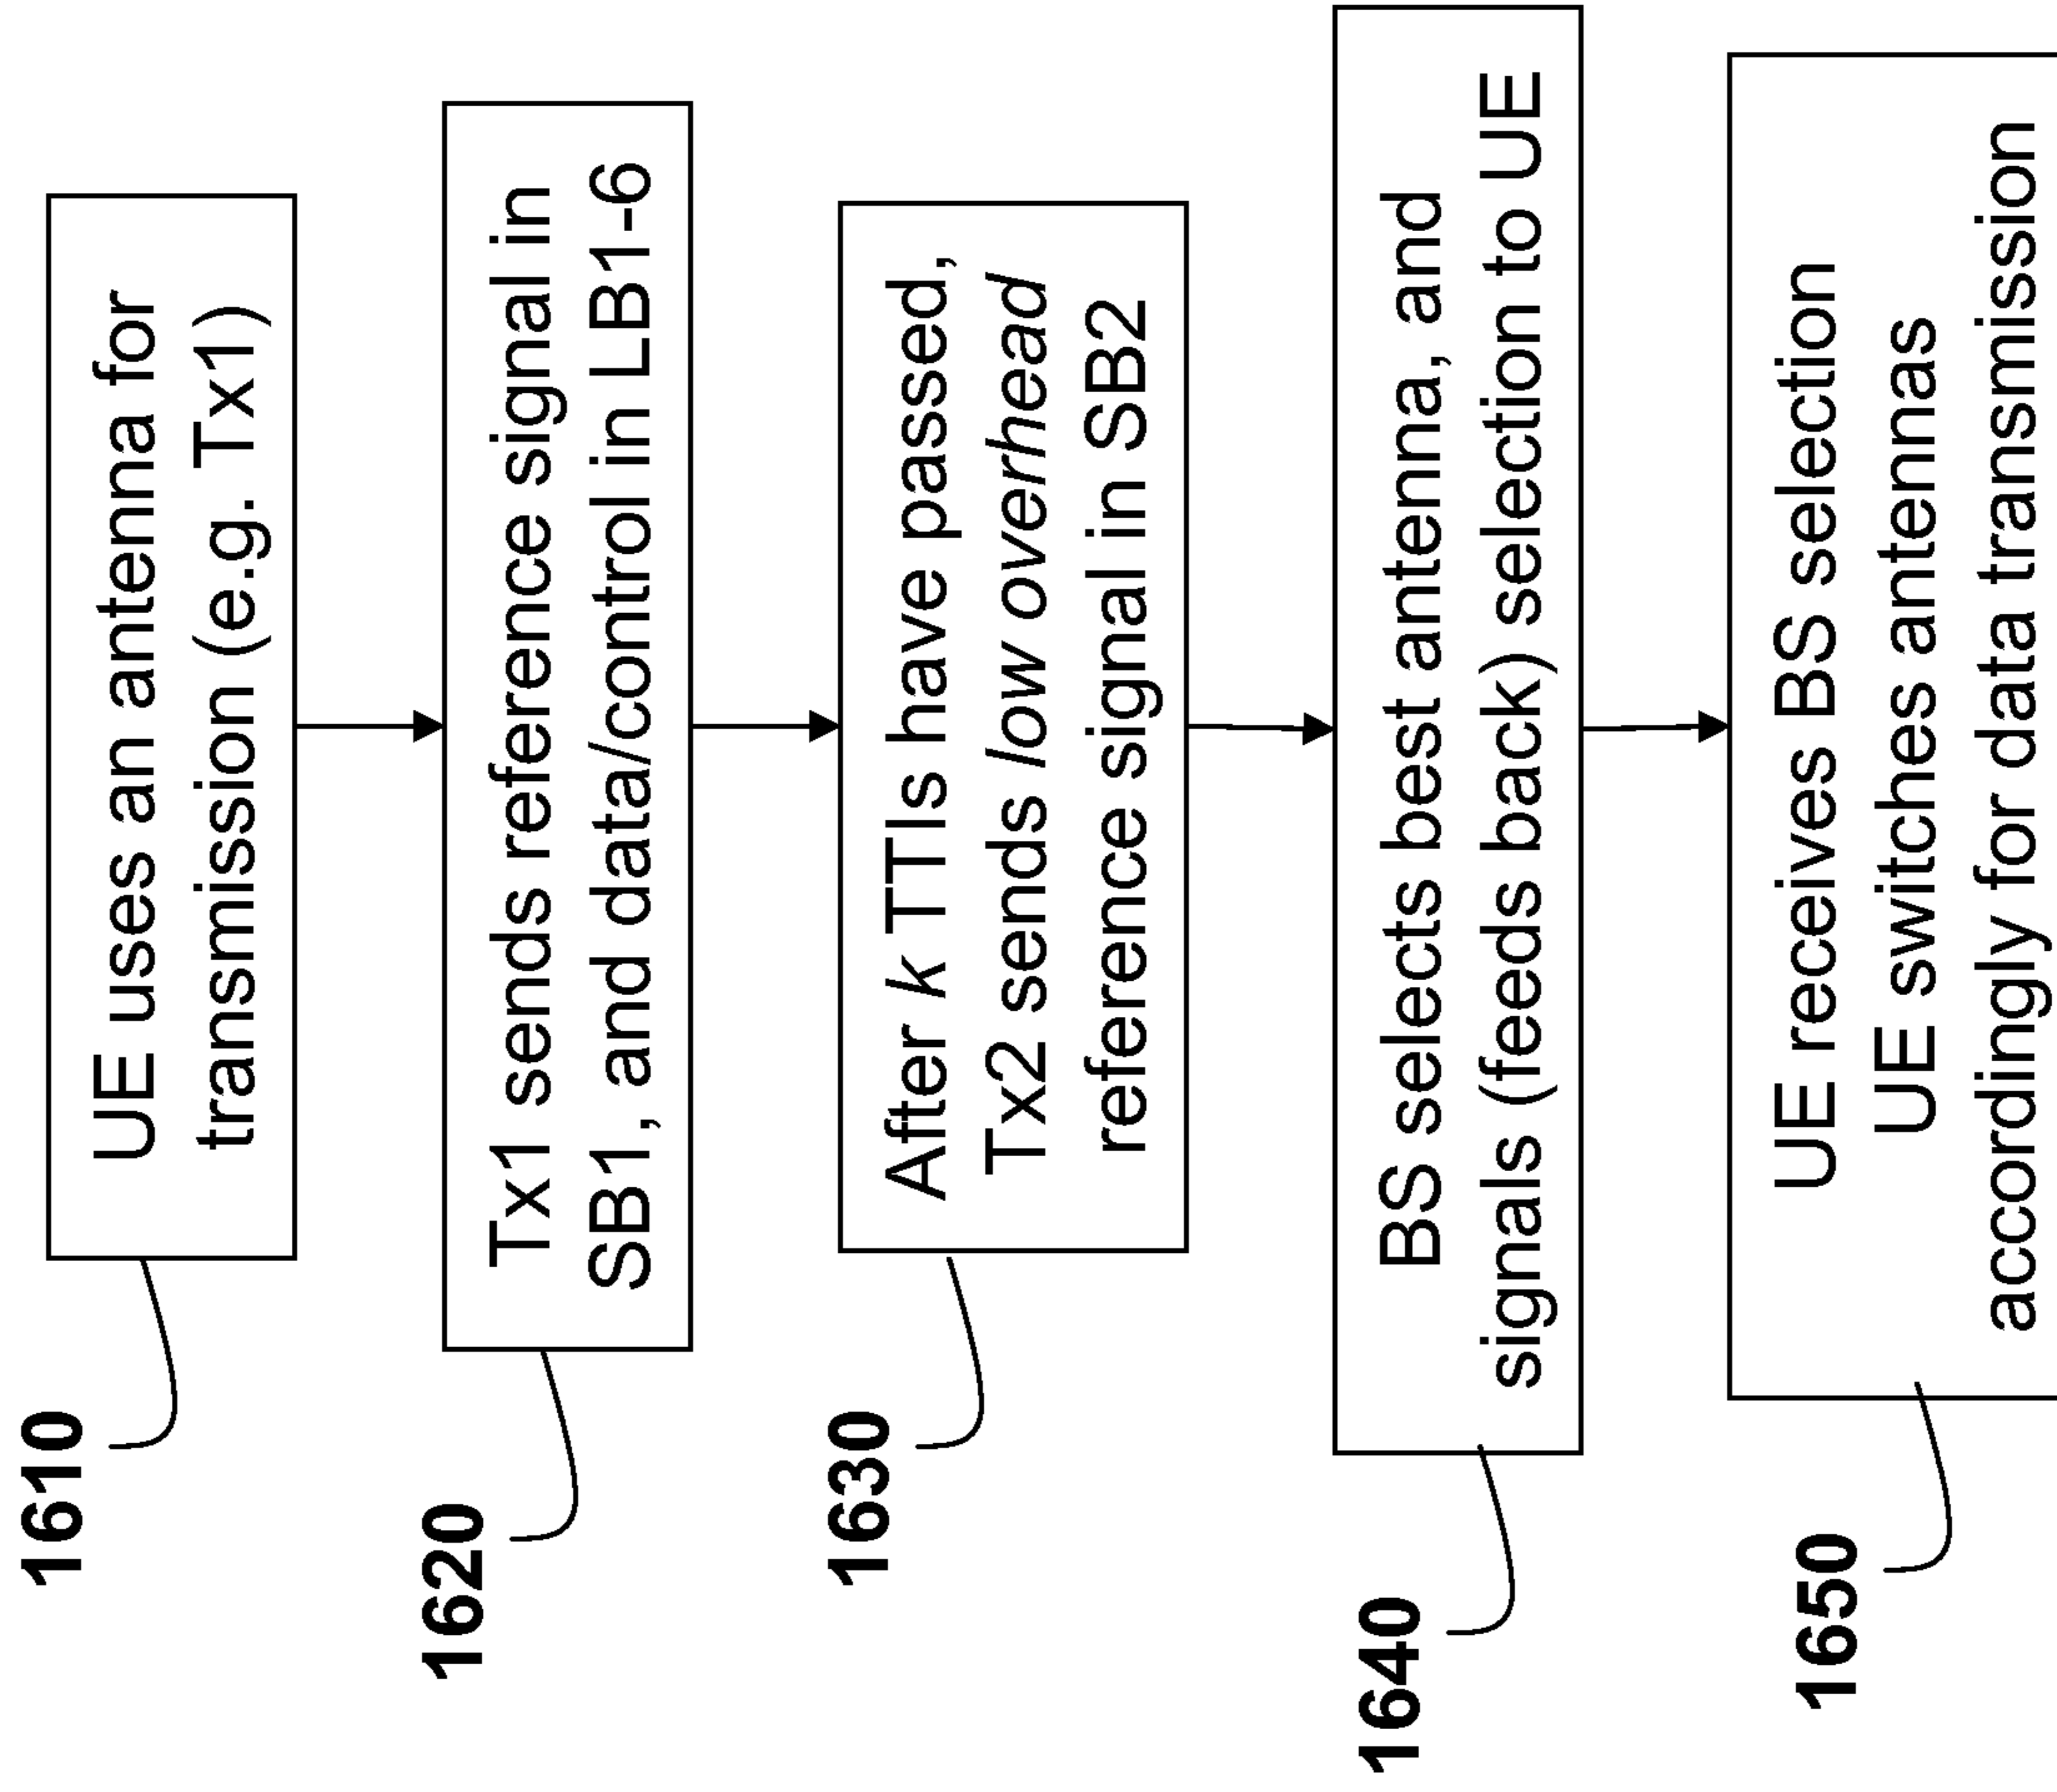 1610
UE uses an antenna for
transmission (e.g. Tx1)
1620
Tx1 sends reference signal in
SB1, and data/control in LB1-6
1630
After k TTIs have passed,
Tx2 sends low overhead
reference signal in SB2
1640
BS selects best antenna, and
signals (feeds back) selection to UE
1650
UE receives BS selection
UE switches antennas
accordingly for data transmission